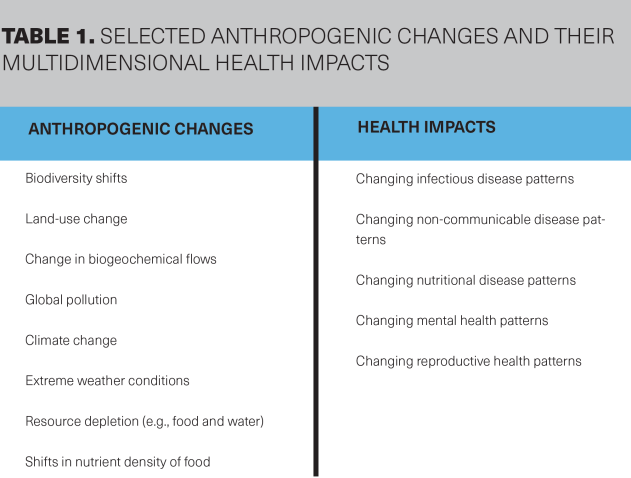 TABLE 1. SELECTED ANTHROPOGENIC CHANGES AND THEIR
MULTIDIMENSIONAL HEALTH IMPACTS
ANTHROPOGENIC CHANGES
Biodiversity shifts
Land-use change
Change in biogeochemical flows
Global pollution
Climate change
Extreme weather conditions
Resource depletion (e.g., food and water)
Shifts in nutrient density of food
HEALTH IMPACTS
Changing infectious disease patterns
Changing non-communicable disease pat-
terns
Changing nutritional disease patterns
Changing mental health patterns
Changing reproductive health patterns